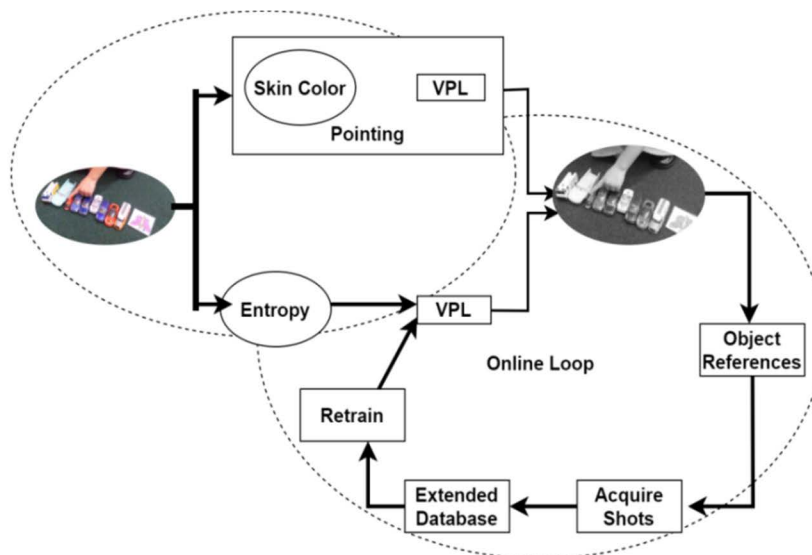 Skin Color
VPL
Pointing
Entropy
VPL
Online Loop
Object
References
Retrain
Extended
Database
Acquire
Shots